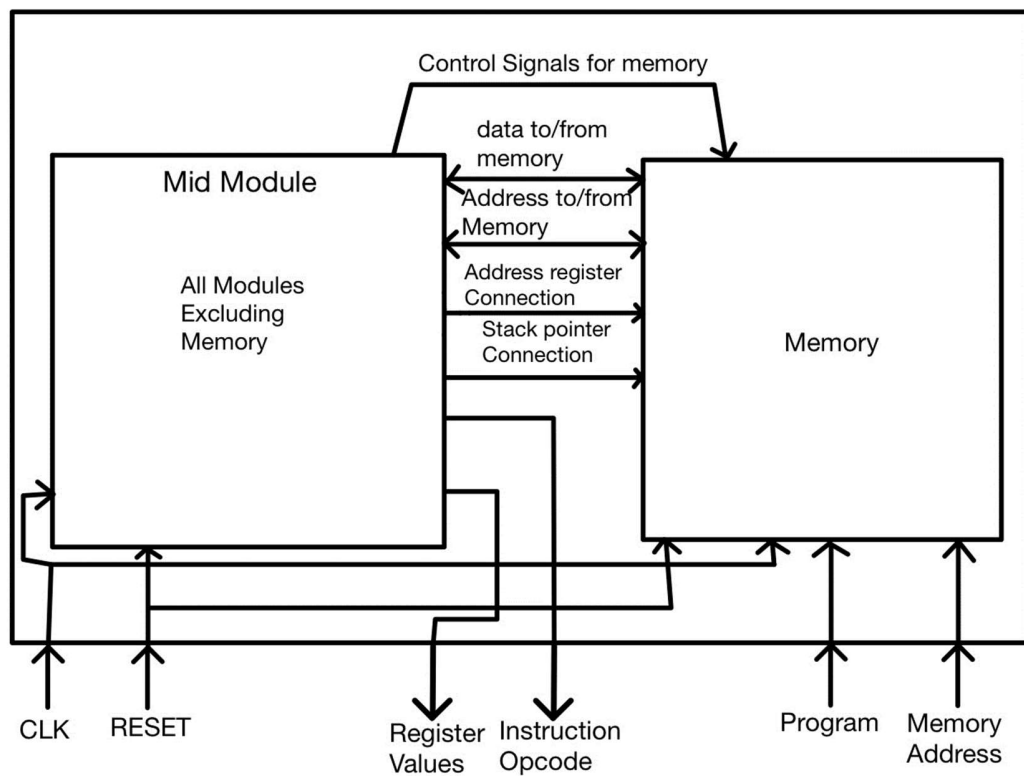 Control Signals for memory
data to/from
memory
Mid Module
Address to/from
Memory
All Modules
Excluding
Memory
Address register
Connection
Stack pointer
Connection
Memory
CLK
RESET
Register
Values
Instruction
Opcode
Program
Memory
Address